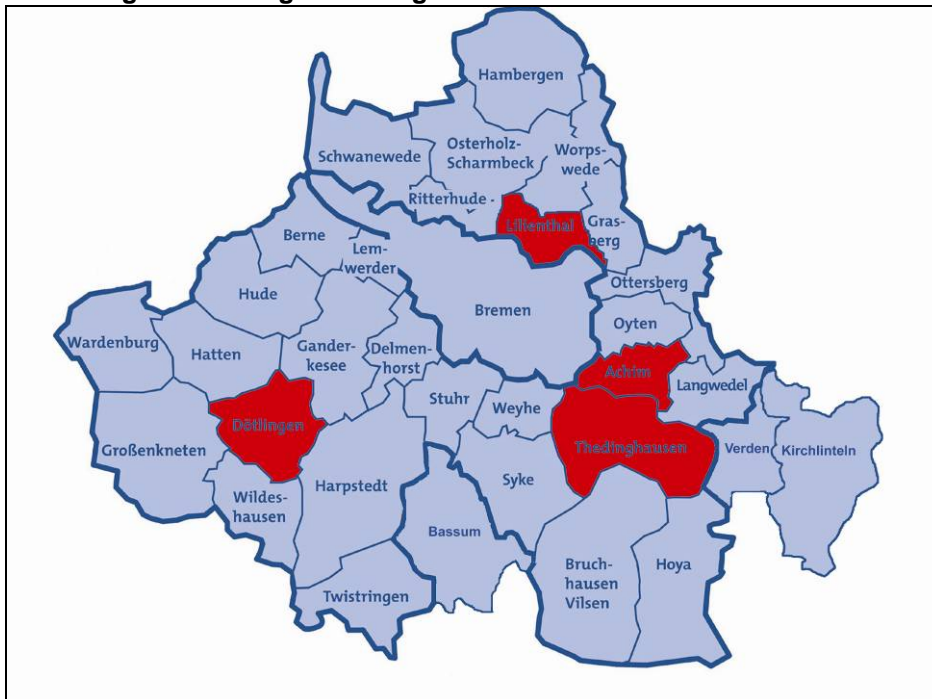 Hambergen
Schwanewede
Osterholz-
Scharmbeck
Worps-
wede
Ritterhude
Lilienthal
Gras-
berg
Berne
Lem-
werder
Ottersberg
Hude
Bremen
Oyten
Wardenburg
Hatten
Gander-
kesee
Delmen-
horst
Achim
Langwedel
Stuhr
Weyhe
Dötlingen
Großenkneten
Thedinghausen
Verden
Kirchlinteln
Wildes-
hausen
Harpstedt
Syke
Bassum
Bruch-
hausen
Vilsen
Hoya
Twistringen